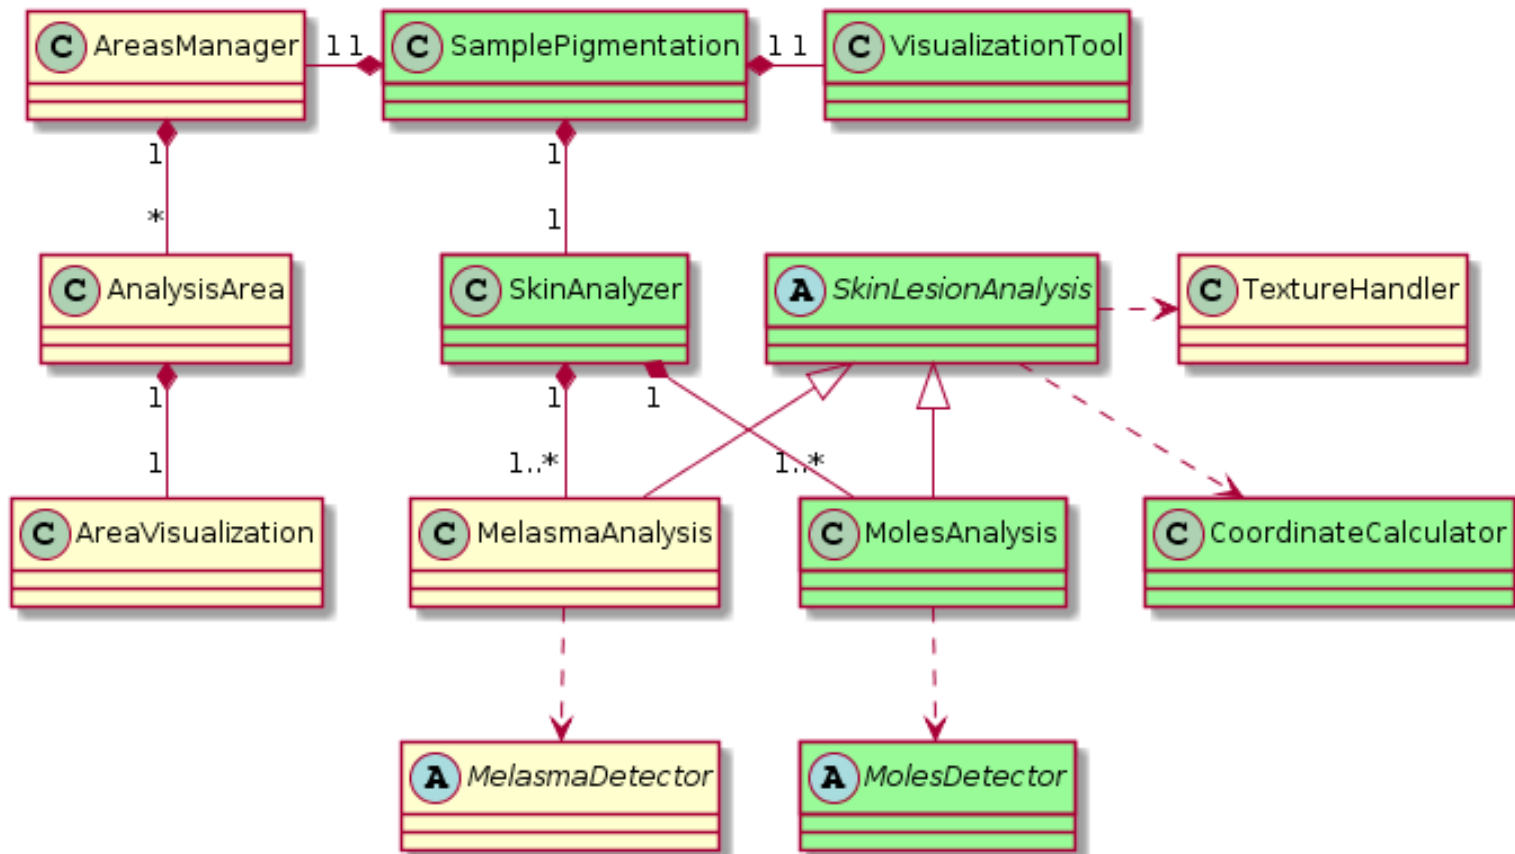 C AreasManager 1 1 C SamplePigmentation 1 1 C VisualizationTool
1 1
* 1
C AnalysisArea C SkinAnalyzer A SkinLesionAnalysis C TextureHandler
1 1 1
1 1..* 1..*
C AreaVisualization C MelasmaAnalysis C MolesAnalysis C CoordinateCalculator
A MelasmaDetector A MolesDetector